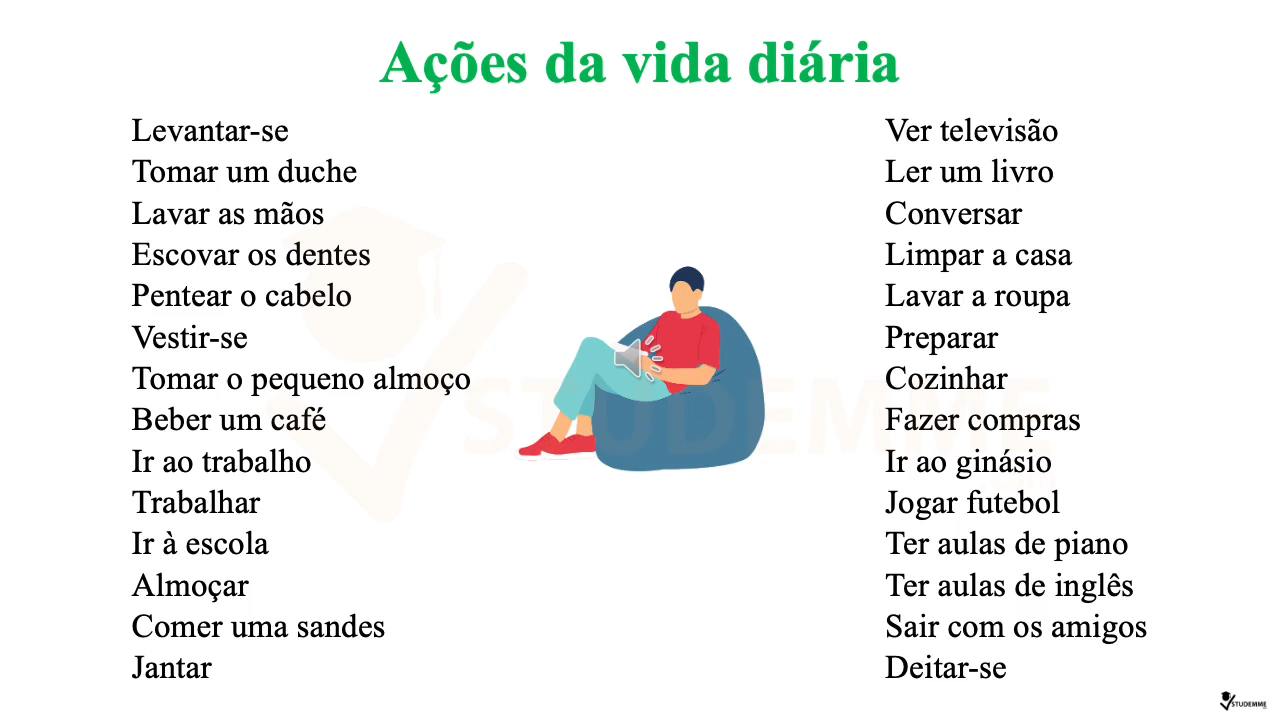 Ações da vida diária
Levantar-se
Tomar um duche
Lavar as mãos
Escovar os dentes
Pentear o cabelo
Vestir-se
Tomar o pequeno almoço
Beber um café
Ir ao trabalho
Trabalhar
Ir à escola
Almoçar
Comer uma sandes
Jantar
Ver televisão
Ler um livro
Conversar
Limpar a casa
Lavar a roupa
Preparar
Cozinhar
Fazer compras
Ir ao ginásio
Jogar futebol
Ter aulas de piano
Ter aulas de inglês
Sair com os amigos
Deitar-se
STUDEMME
STUDEMME